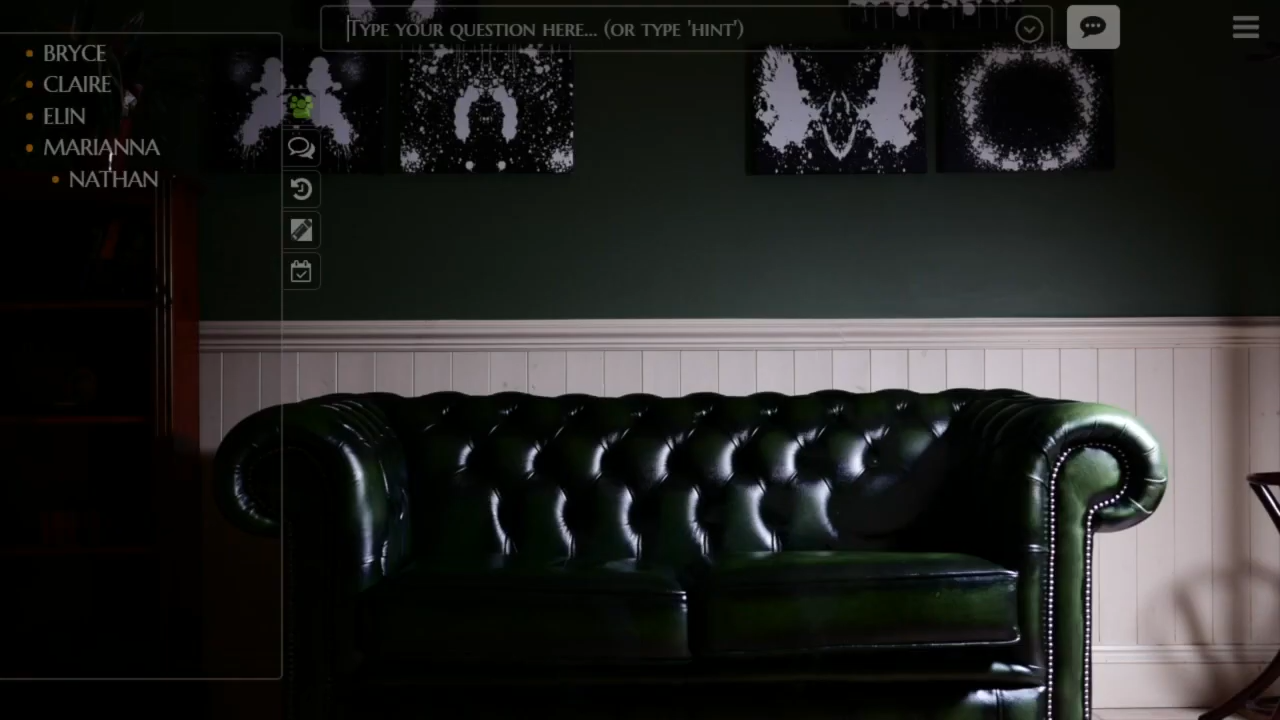 Type your question here... (or type 'hint')
Bryce
Claire
Elin
Marianna
Nathan